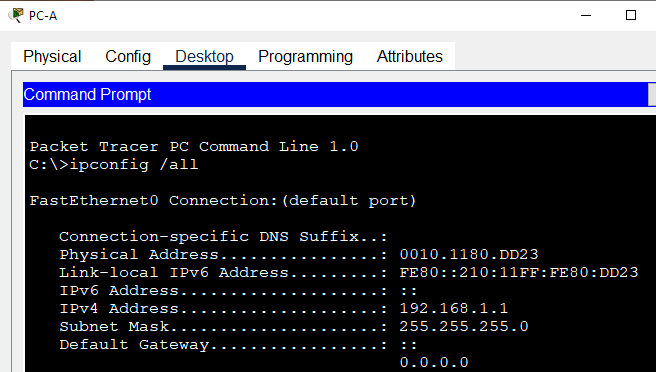 PC-A
Physical Config Desktop Programming Attributes
Command Prompt
Packet Tracer PC Command Line 1.0
C:\>ipconfig /all
FastEthernet0 Connection:(default port)
Connection-specific DNS Suffix..:
Physical Address................: 0010.1180.DD23
Link-local IPv6 Address.........: FE80::210:11FF:FE80:DD23
IPv6 Address....................: ::
IPv4 Address....................: 192.168.1.1
Subnet Mask.....................: 255.255.255.0
Default Gateway.................: ::
0.0.0.0